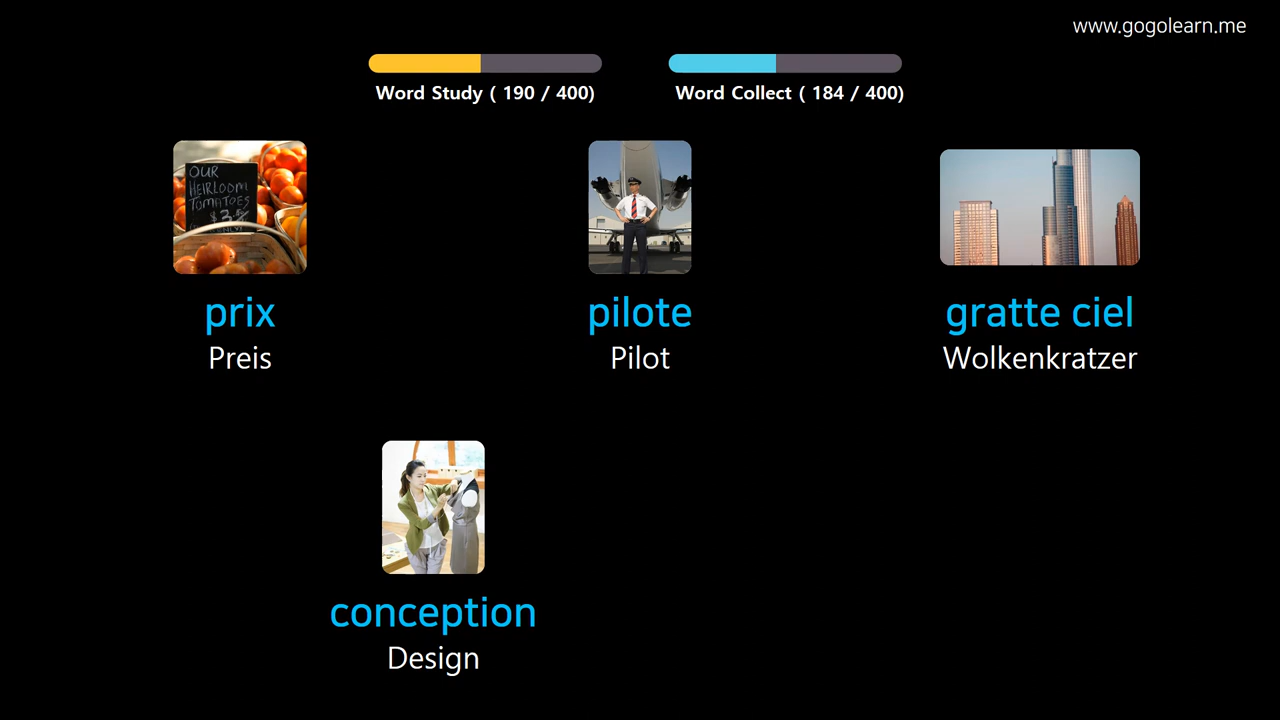 www.gogolearn.me
Word Study ( 190 / 400)
Word Collect ( 184 / 400)
OUR
HEIRLOOM
TOMATOES
prix
Preis
pilote
Pilot
gratte ciel
Wolkenkratzer
conception
Design